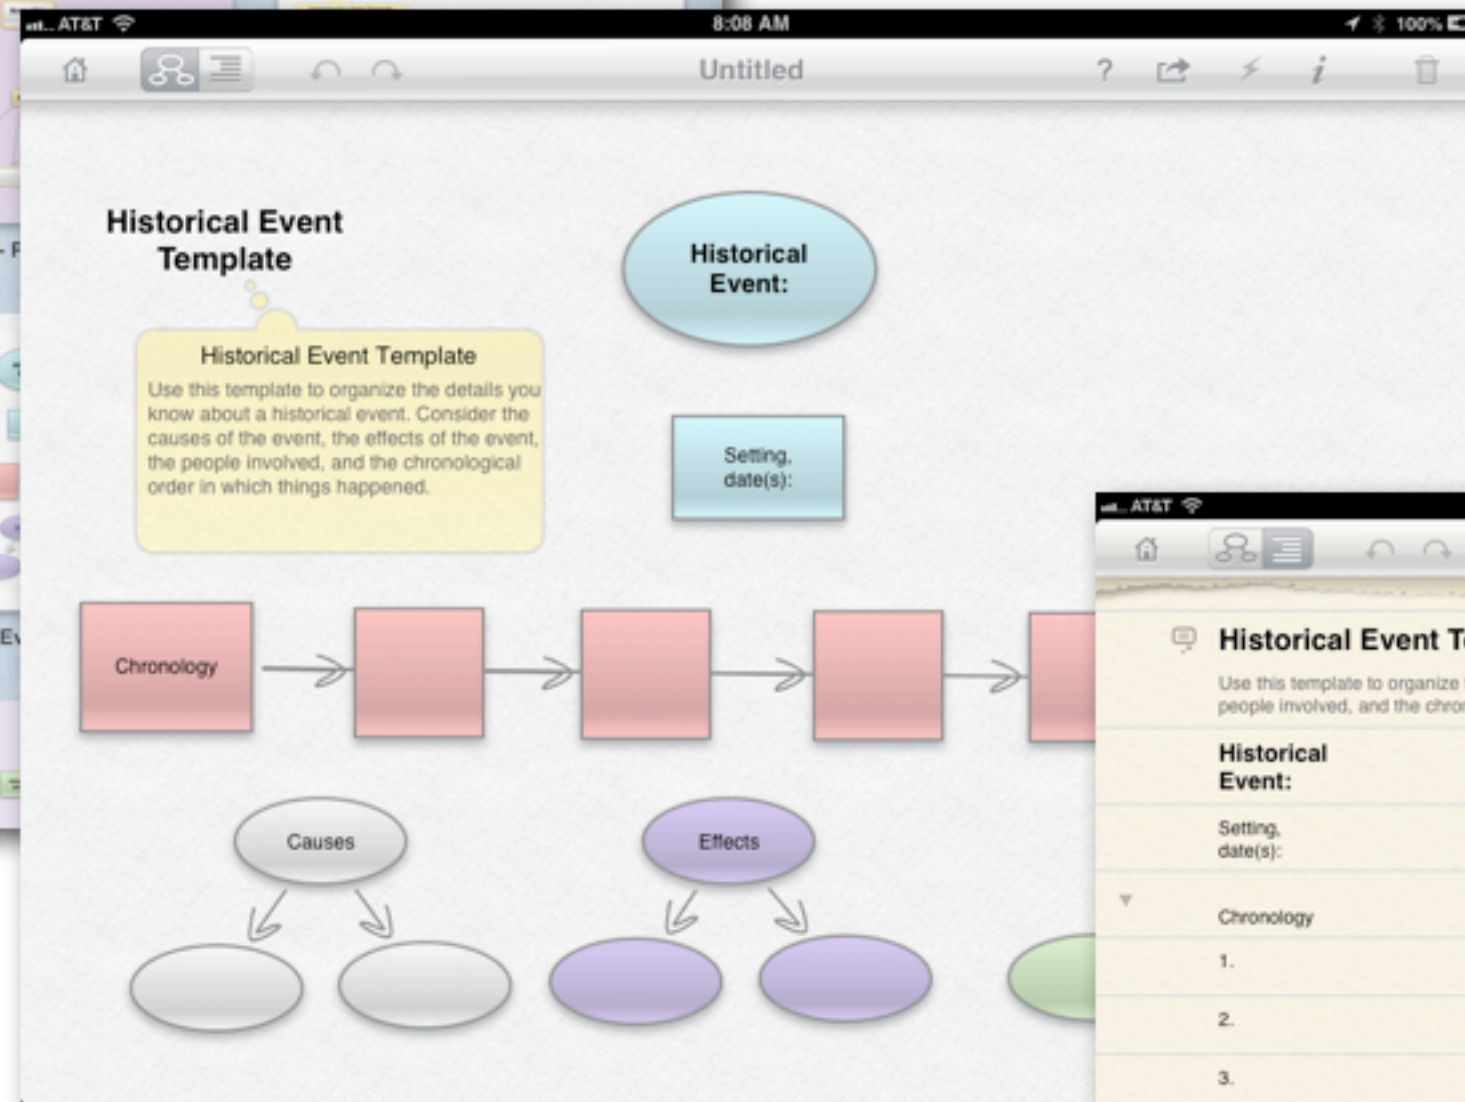 AT&T
8:08 AM
100%
Untitled
?
i
Historical Event
Template
Historical Event Template
Use this template to organize the details you
know about a historical event. Consider the
causes of the event, the effects of the event,
the people involved, and the chronological
order in which things happened.
Historical
Event:
Setting,
date(s):
Chronology
Causes
Effects
AT&T
Historical Event
Use this template to organize
people involved, and the
Historical
Event:
Setting,
date(s):
Chronology
1.
2.
3.